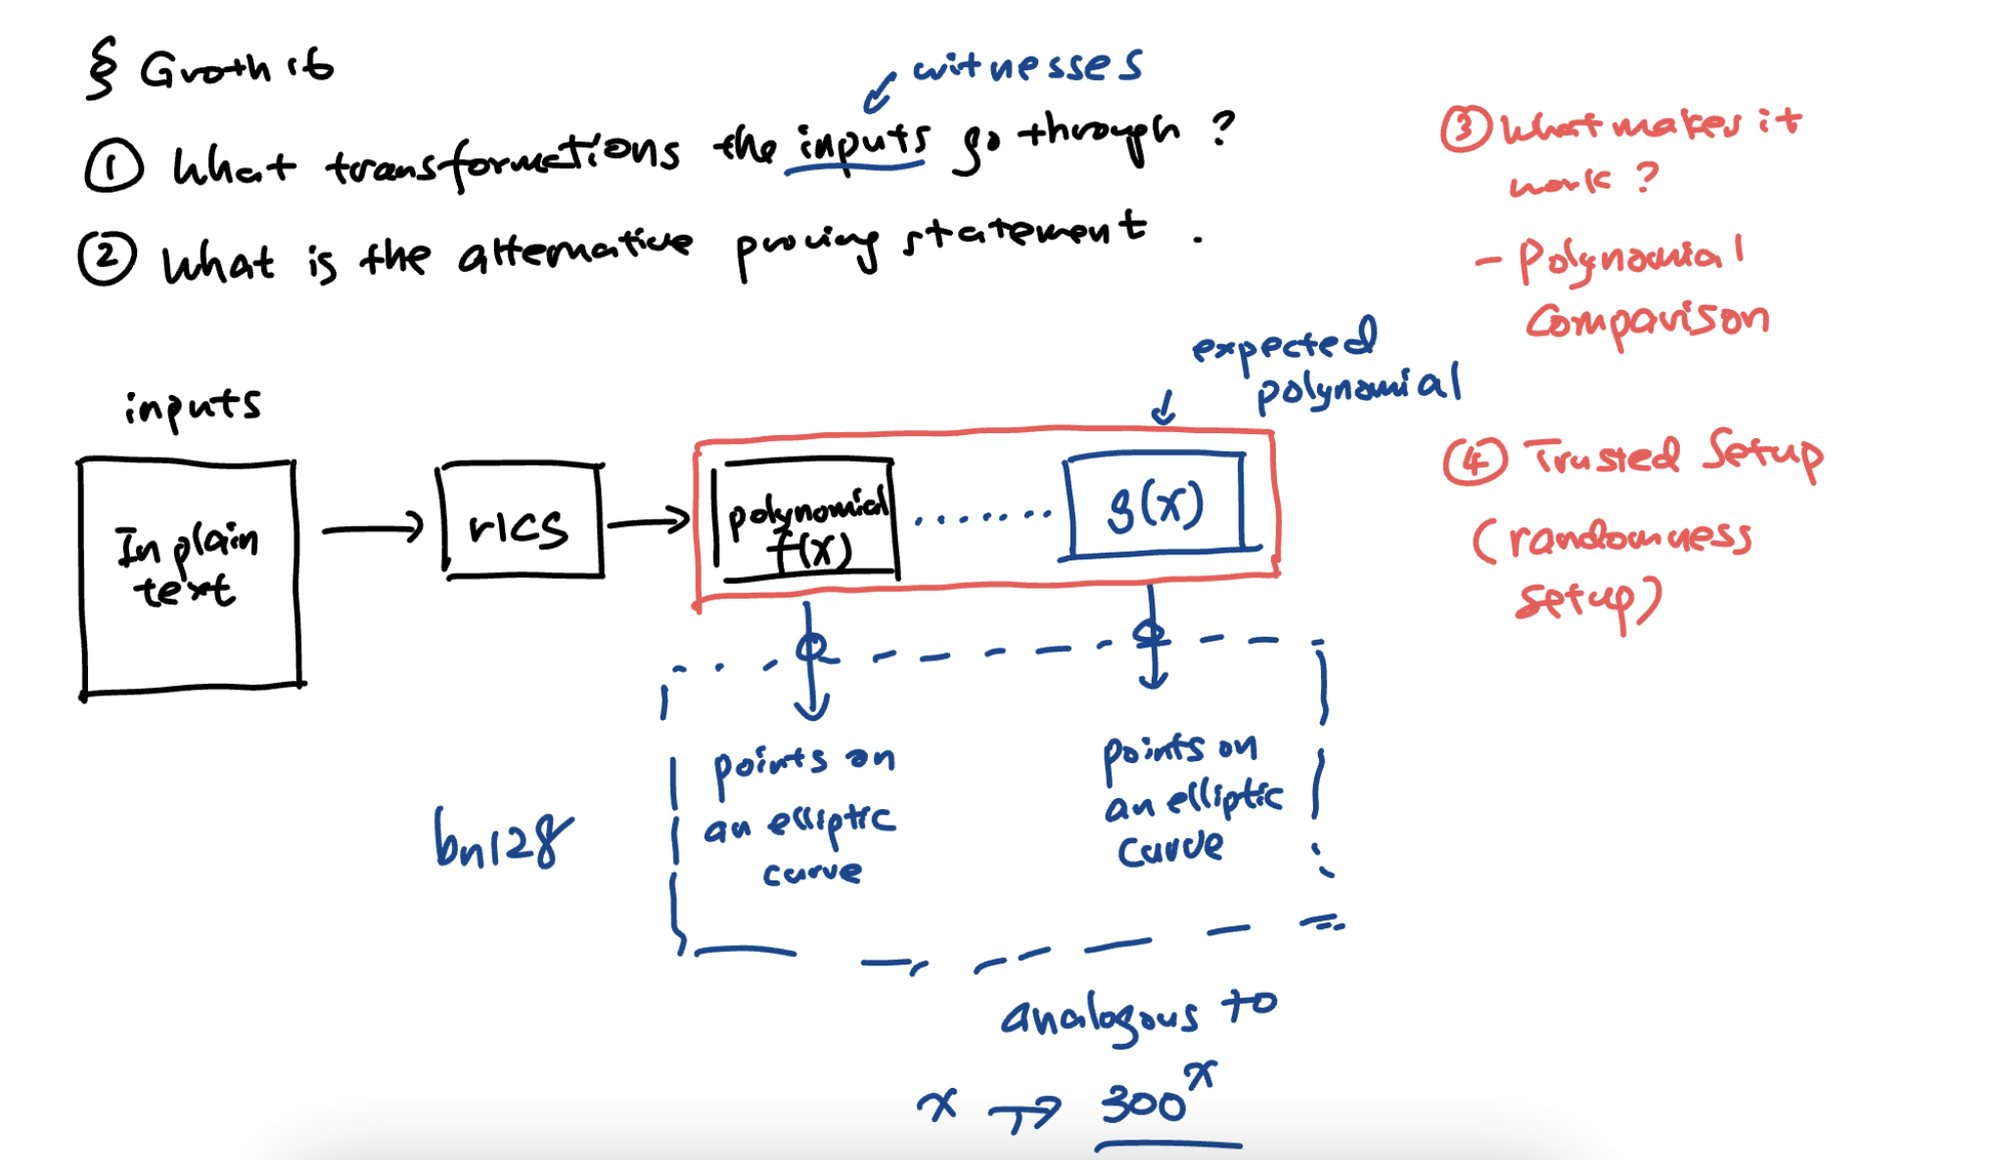 § Groth16
witnesses
① What transformations the inputs go through ?
② What is the alternative proving statement .
③ What makes it
work ?
- Polynomial
Comparison
④ Trusted Setup
(randomness
setup)
expected
polynomial
inputs
In plain
text
r1CS
polynomial
f(x)
.......
g(x)
points on
an elliptic
curve
points on
an elliptic
curve
bn128
analogous to
x → 300^x